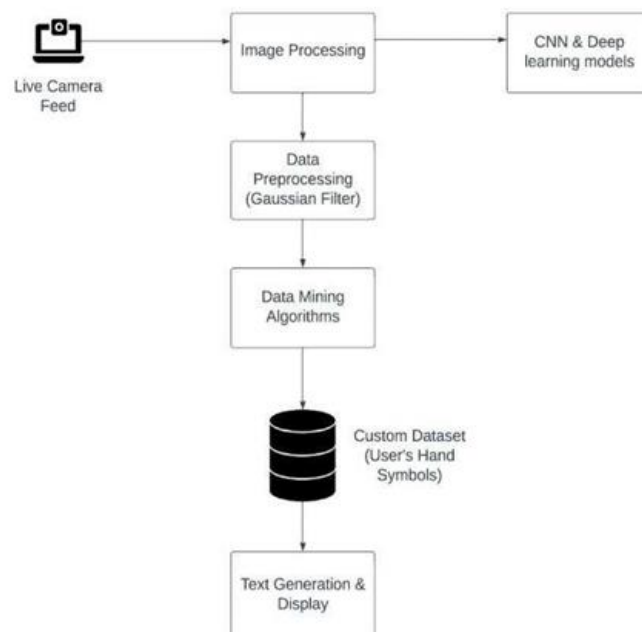 Live Camera
Feed
Image Processing
CNN & Deep
learning models
Data
Preprocessing
(Gaussian Filter)
Data Mining
Algorithms
Custom Dataset
(User's Hand
Symbols)
Text Generation &
Display